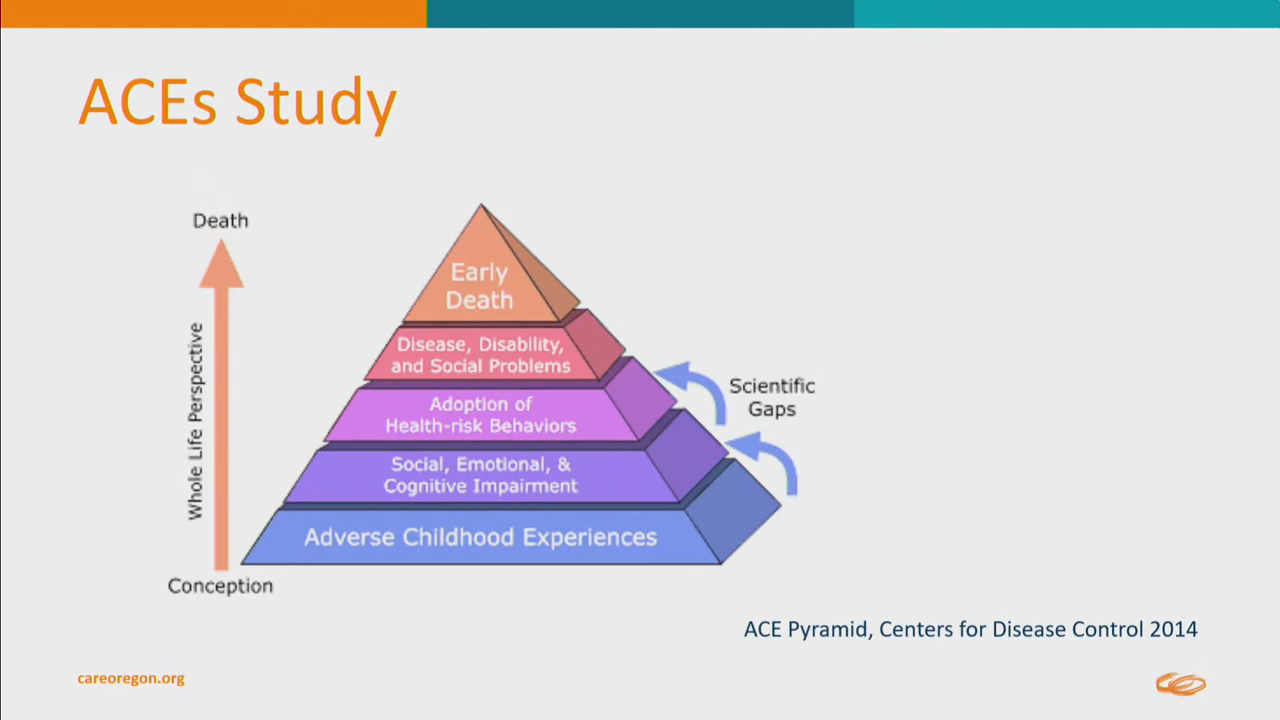 ACEs Study
Death
Whole Life Perspective
Conception
Early
Death
Disease, Disability,
and Social Problems
Adoption of
Health-risk Behaviors
Social, Emotional, &
Cognitive Impairment
Adverse Childhood Experiences
Scientific
Gaps
ACE Pyramid, Centers for Disease Control 2014
careoregon.org